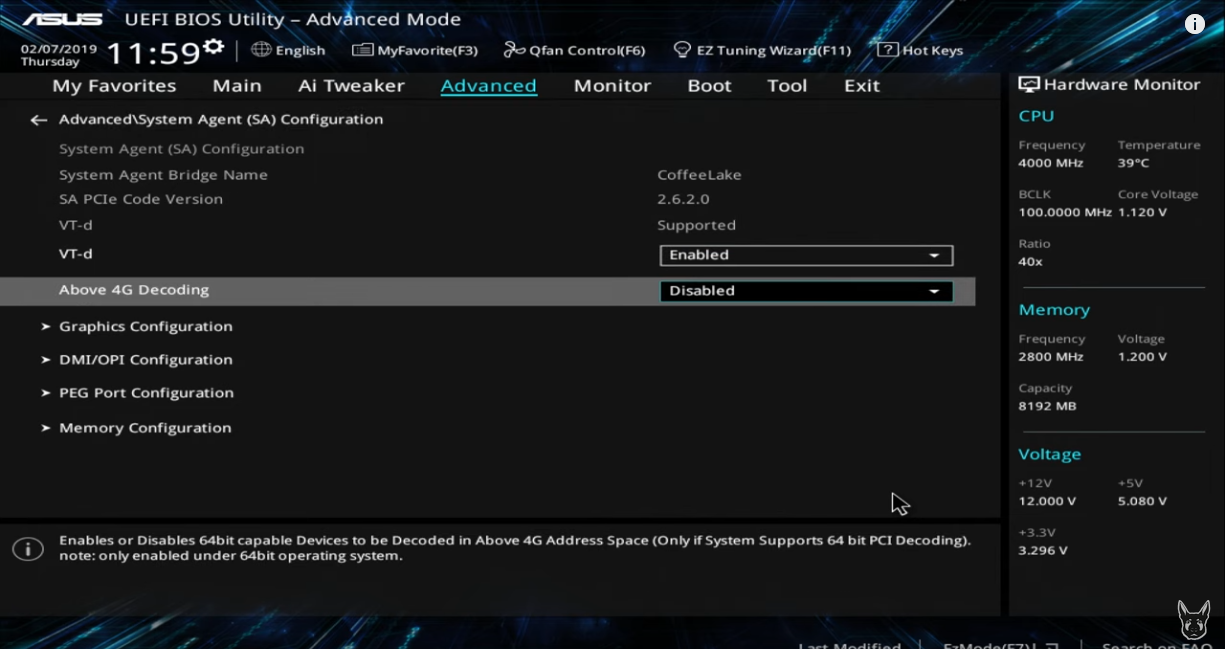 ASUS UEFI BIOS Utility – Advanced Mode
02/07/2019
Thursday
11:59
English
MyFavorite(F3)
Qfan Control(F6)
EZ Tuning Wizard(F11)
? Hot Keys
My Favorites
Main
Ai Tweaker
Advanced
Monitor
Boot
Tool
Exit
Advanced\System Agent (SA) Configuration
System Agent (SA) Configuration
System Agent Bridge Name CoffeeLake
SA PCIe Code Version 2.6.2.0
VT-d Supported
VT-d Enabled
Above 4G Decoding Disabled
Graphics Configuration
DMI/OPI Configuration
PEG Port Configuration
Memory Configuration
Enables or Disables 64bit capable Devices to be Decoded in Above 4G Address Space (Only if System Supports 64 bit PCI Decoding).
note: only enabled under 64bit operating system.
Hardware Monitor
CPU
Frequency Temperature
4000 MHz 39°C
BCLK Core Voltage
100.0000 MHz 1.120 V
Ratio
40x
Memory
Frequency Voltage
2800 MHz 1.200 V
Capacity
8192 MB
Voltage
+12V +5V
12.000 V 5.080 V
+3.3V
3.296 V
Last Modified
EzMode(F7)
Search on FAQ